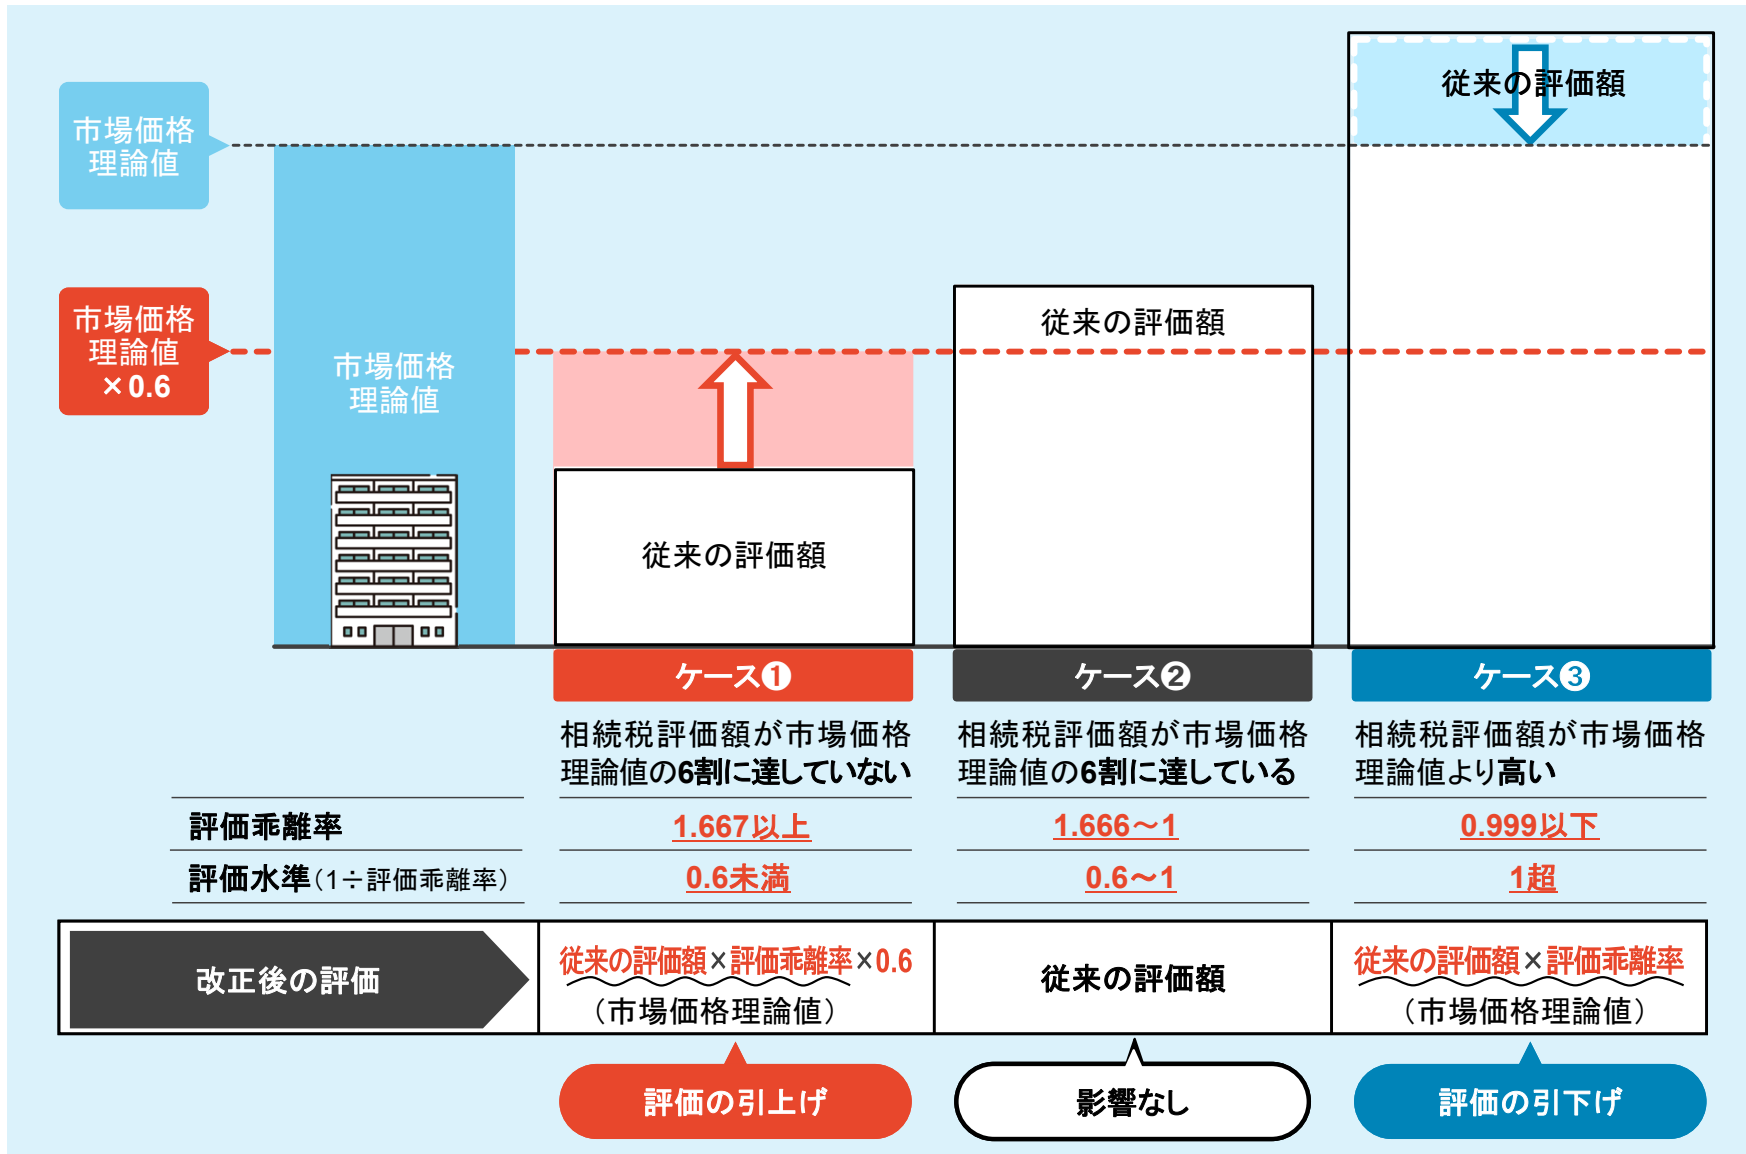 市場価格
理論値
従来の評価額
市場価格
理論値
×0.6
市場価格
理論値
従来の評価額
従来の評価額
ケース❶
ケース❷
ケース❸
相続税評価額が市場価格
理論値の6割に達していない
相続税評価額が市場価格
理論値の6割に達している
相続税評価額が市場価格
理論値より高い
評価乖離率
1.667以上
1.666〜1
0.999以下
評価水準(1÷評価乖離率)
0.6未満
0.6〜1
1超
改正後の評価
従来の評価額×評価乖離率×0.6
(市場価格理論値)
従来の評価額
従来の評価額×評価乖離率
(市場価格理論値)
評価の引上げ
影響なし
評価の引下げ